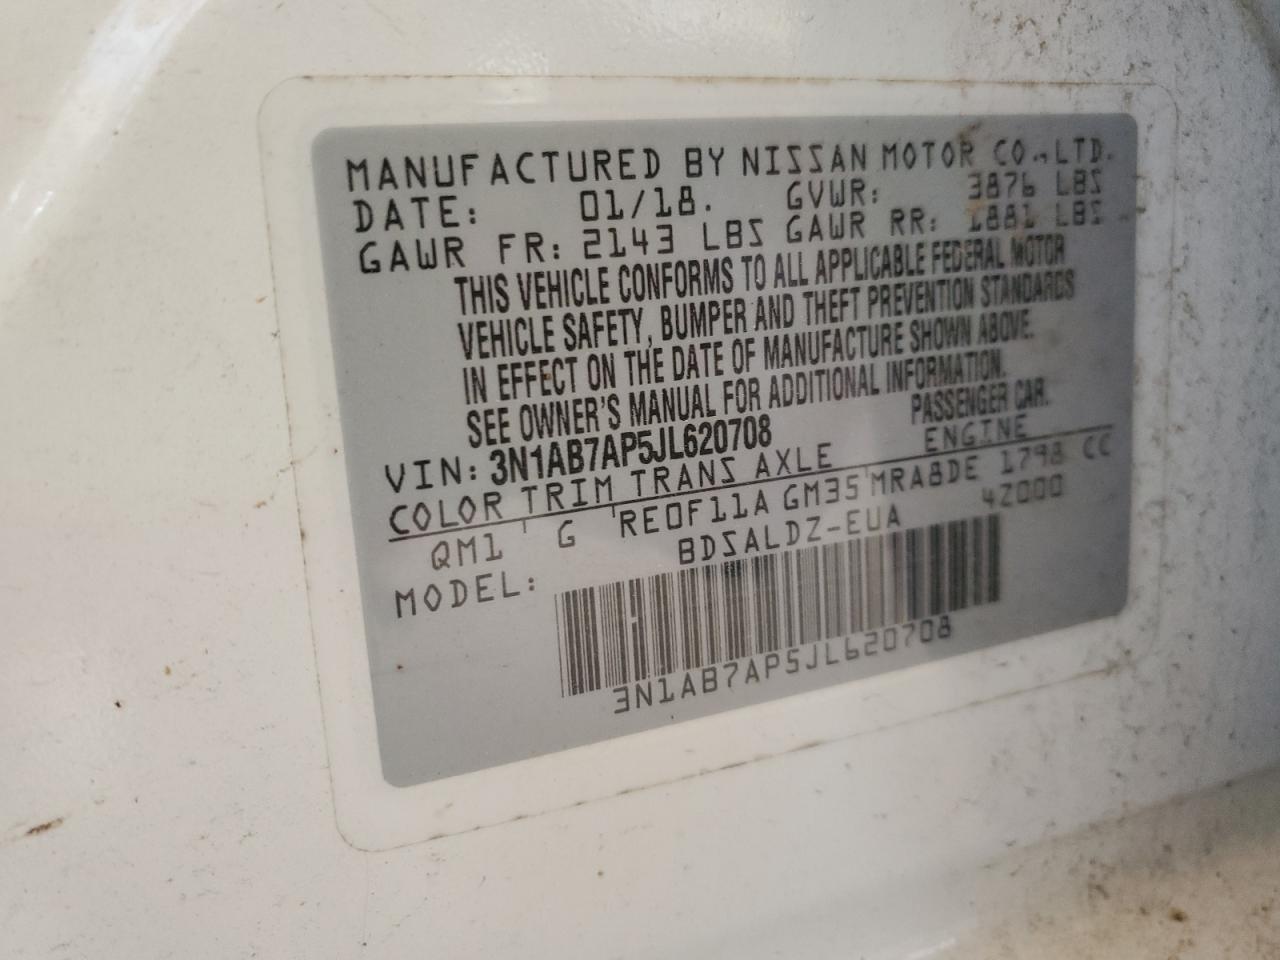 MANUFACTURED BY NISSAN MOTOR CO.,LTD.
DATE: 01/18. GVWR: 3876 LBS
GAWR FR: 2143 LBS GAWR RR: 1881 LBS
THIS VEHICLE CONFORMS TO ALL APPLICABLE FEDERAL MOTOR
VEHICLE SAFETY, BUMPER AND THEFT PREVENTION STANDARDS
IN EFFECT ON THE DATE OF MANUFACTURE SHOWN ABOVE.
SEE OWNER'S MANUAL FOR ADDITIONAL INFORMATION.
VIN: 3N1AB7AP5JL620708 PASSENGER CAR.
COLOR TRIM TRANS AXLE ENGINE
QM1 G RE0F11A GM35 MRA8DE 1798 CC
MODEL: BDSALDZ-EUA 42000
3N1AB7AP5JL620708